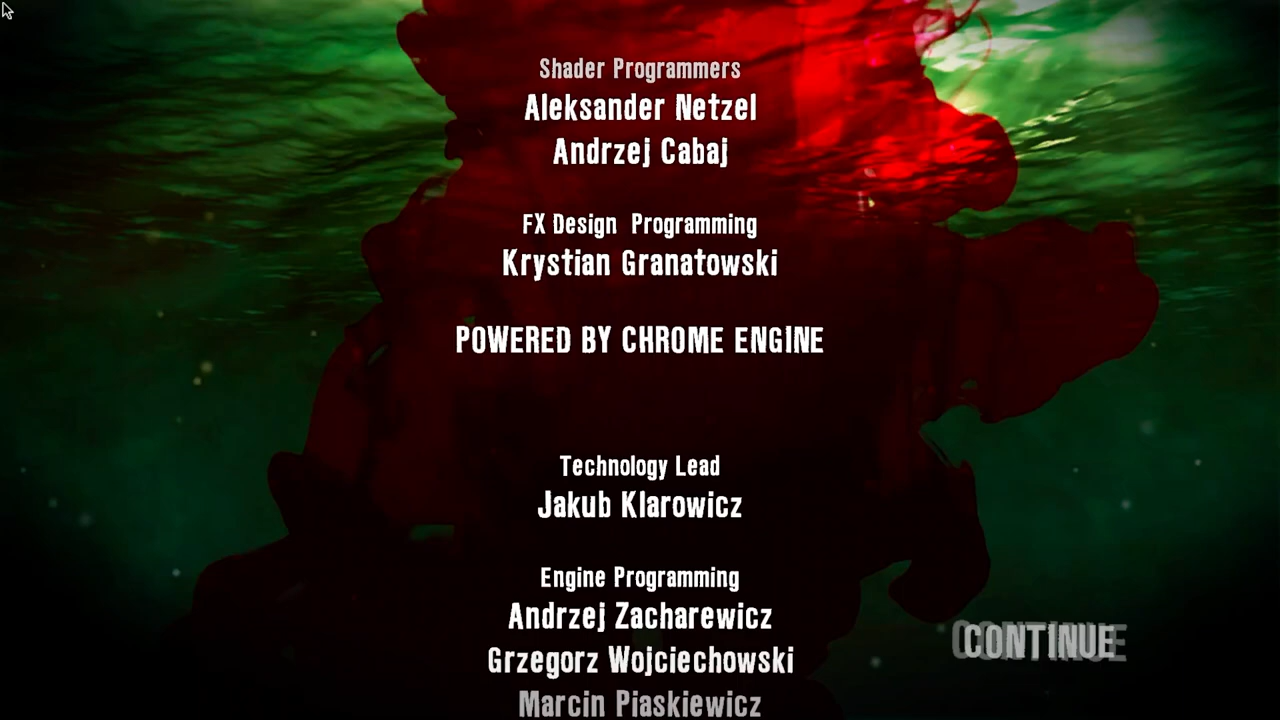 Shader Programmers
Aleksander Netzel
Andrzej Cabaj
FX Design  Programming
Krystian Granatowski
POWERED BY CHROME ENGINE
Technology Lead
Jakub Klarowicz
Engine Programming
Andrzej Zacharewicz
Grzegorz Wojciechowski
CONTINUE
Marcin Piaskiewicz